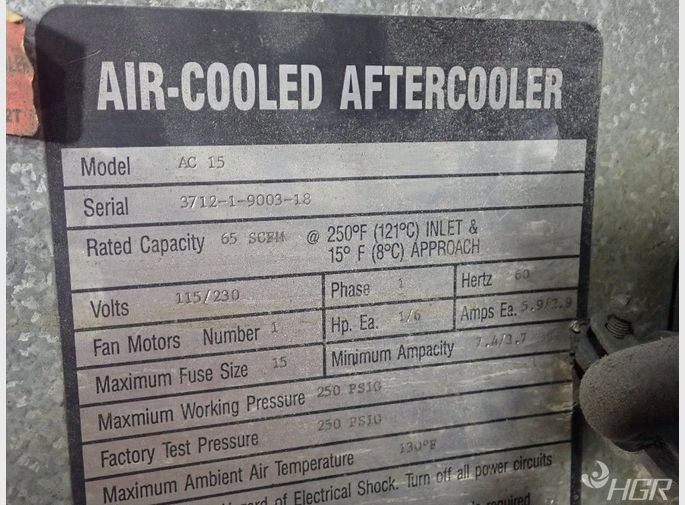 2T
AIR-COOLED AFTERCOOLER
Model AC 15
Serial 3712-1-9003-18
Rated Capacity 65 SCFM @ 250°F (121°C) INLET &
15° F (8°C) APPROACH
Volts 115/230 Phase 1 Hertz 60
Fan Motors Number 1 Hp. Ea. 1/6 Amps Ea. 5.9/2.9
Maximum Fuse Size 15 Minimum Ampacity 7.4/3.7
Maxmium Working Pressure 250 PSIG
Factory Test Pressure 250 PSIG
Maximum Ambient Air Temperature 130°F
of Electrical Shock. Turn off all power circuits
required
HGR